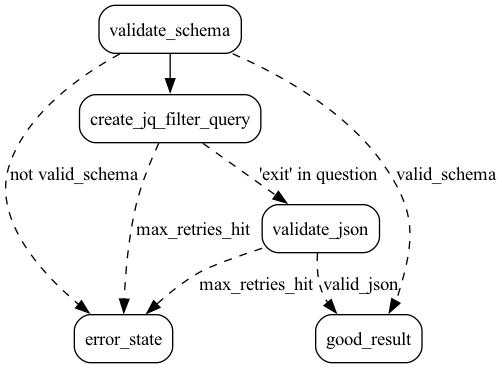 validate_schema
create_jq_filter_query
not valid_schema
'exit' in question
valid_schema
max_retries_hit
validate_json
max_retries_hit
valid_json
error_state
good_result